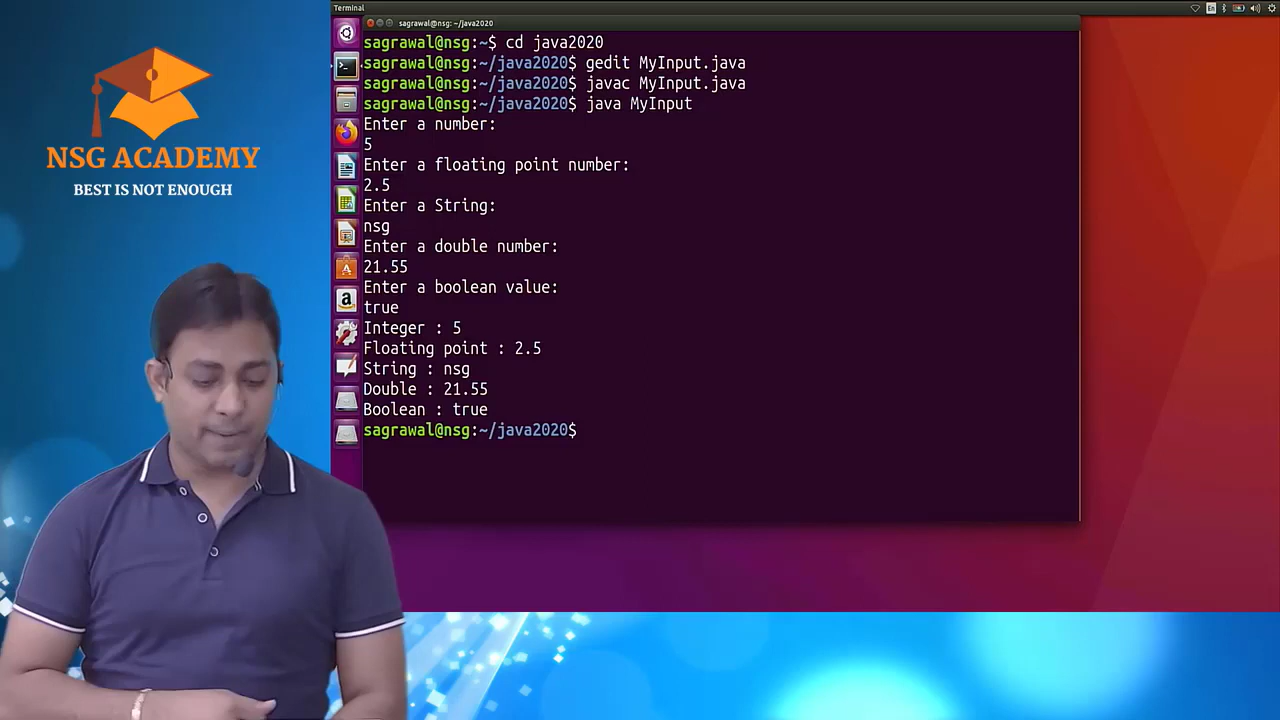 Terminal
En
sagrawal@nsg: ~/java2020
sagrawal@nsg:~$ cd java2020
sagrawal@nsg:~/java2020$ gedit MyInput.java
sagrawal@nsg:~/java2020$ javac MyInput.java
sagrawal@nsg:~/java2020$ java MyInput
Enter a number:
5
Enter a floating point number:
2.5
Enter a String:
nsg
Enter a double number:
21.55
Enter a boolean value:
true
Integer : 5
Floating point : 2.5
String : nsg
Double : 21.55
Boolean : true
sagrawal@nsg:~/java2020$
NSG ACADEMY
BEST IS NOT ENOUGH